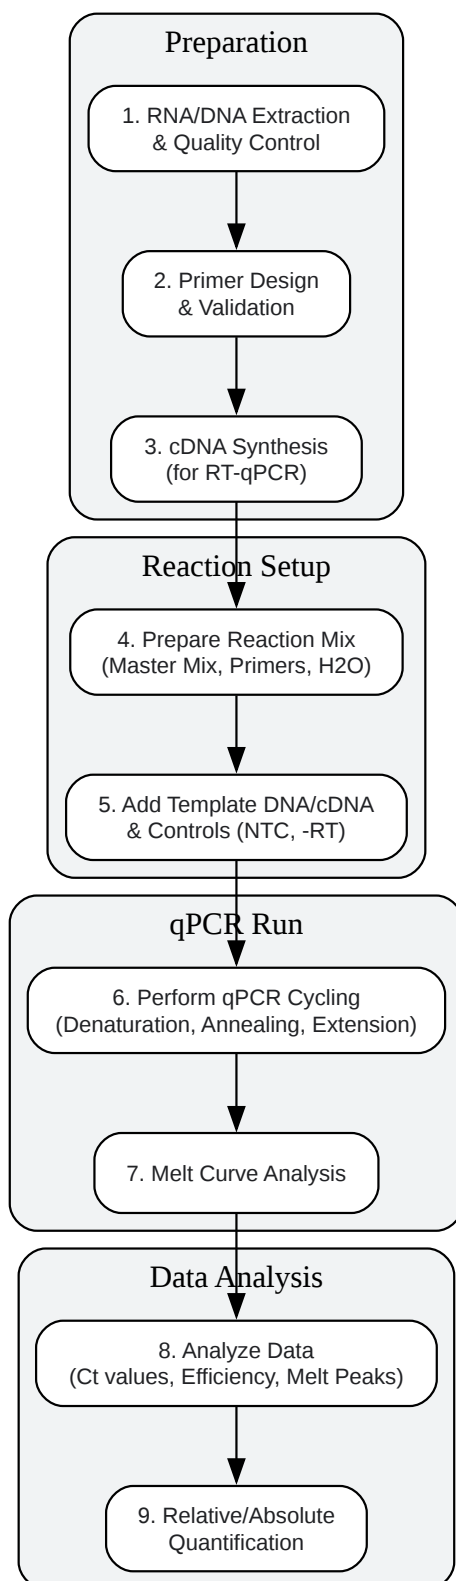 Preparation
1. RNA/DNA Extraction
& Quality Control
2. Primer Design
& Validation
3. cDNA Synthesis
(for RT-qPCR)
Reaction Setup
4. Prepare Reaction Mix
(Master Mix, Primers, H2O)
5. Add Template DNA/cDNA
& Controls (NTC, -RT)
qPCR Run
6. Perform qPCR Cycling
(Denaturation, Annealing, Extension)
7. Melt Curve Analysis
Data Analysis
8. Analyze Data
(Ct values, Efficiency, Melt Peaks)
9. Relative/Absolute
Quantification